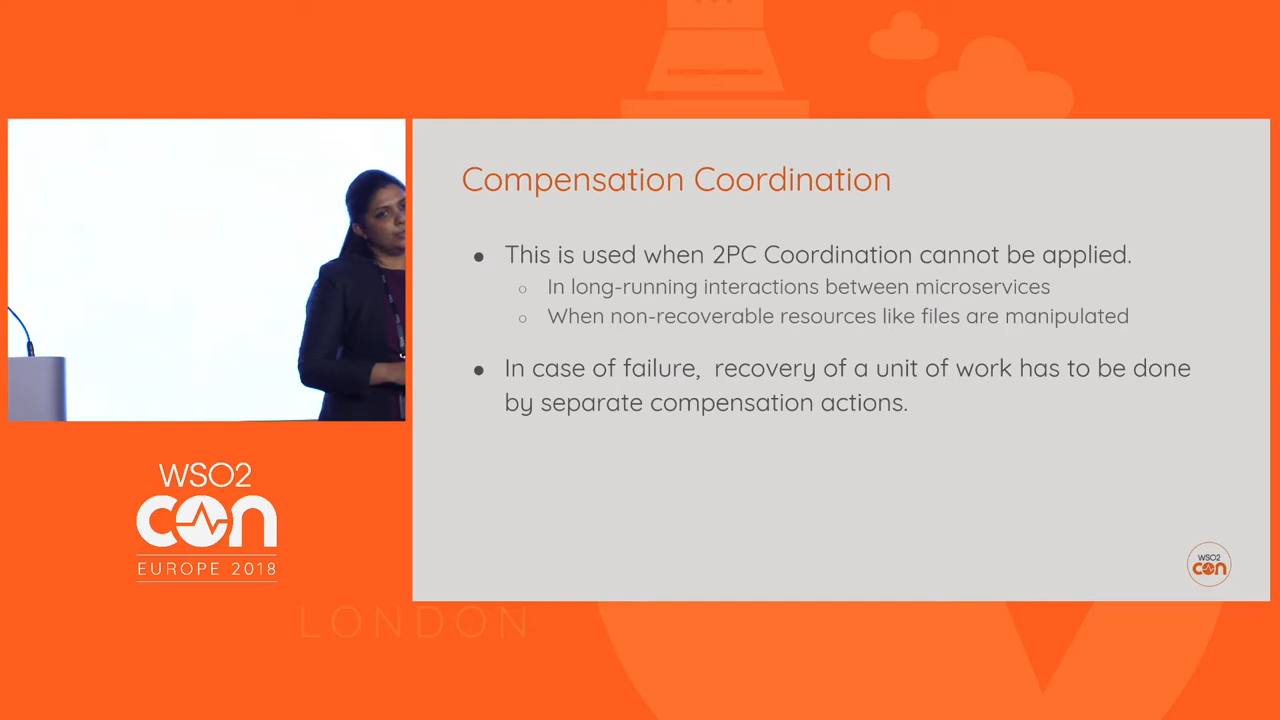 Compensation Coordination
● This is used when 2PC Coordination cannot be applied.
○ In long-running interactions between microservices
○ When non-recoverable resources like files are manipulated
● In case of failure, recovery of a unit of work has to be done
by separate compensation actions.
WSO2
con
EUROPE 2018
LONDON
WSO2
con